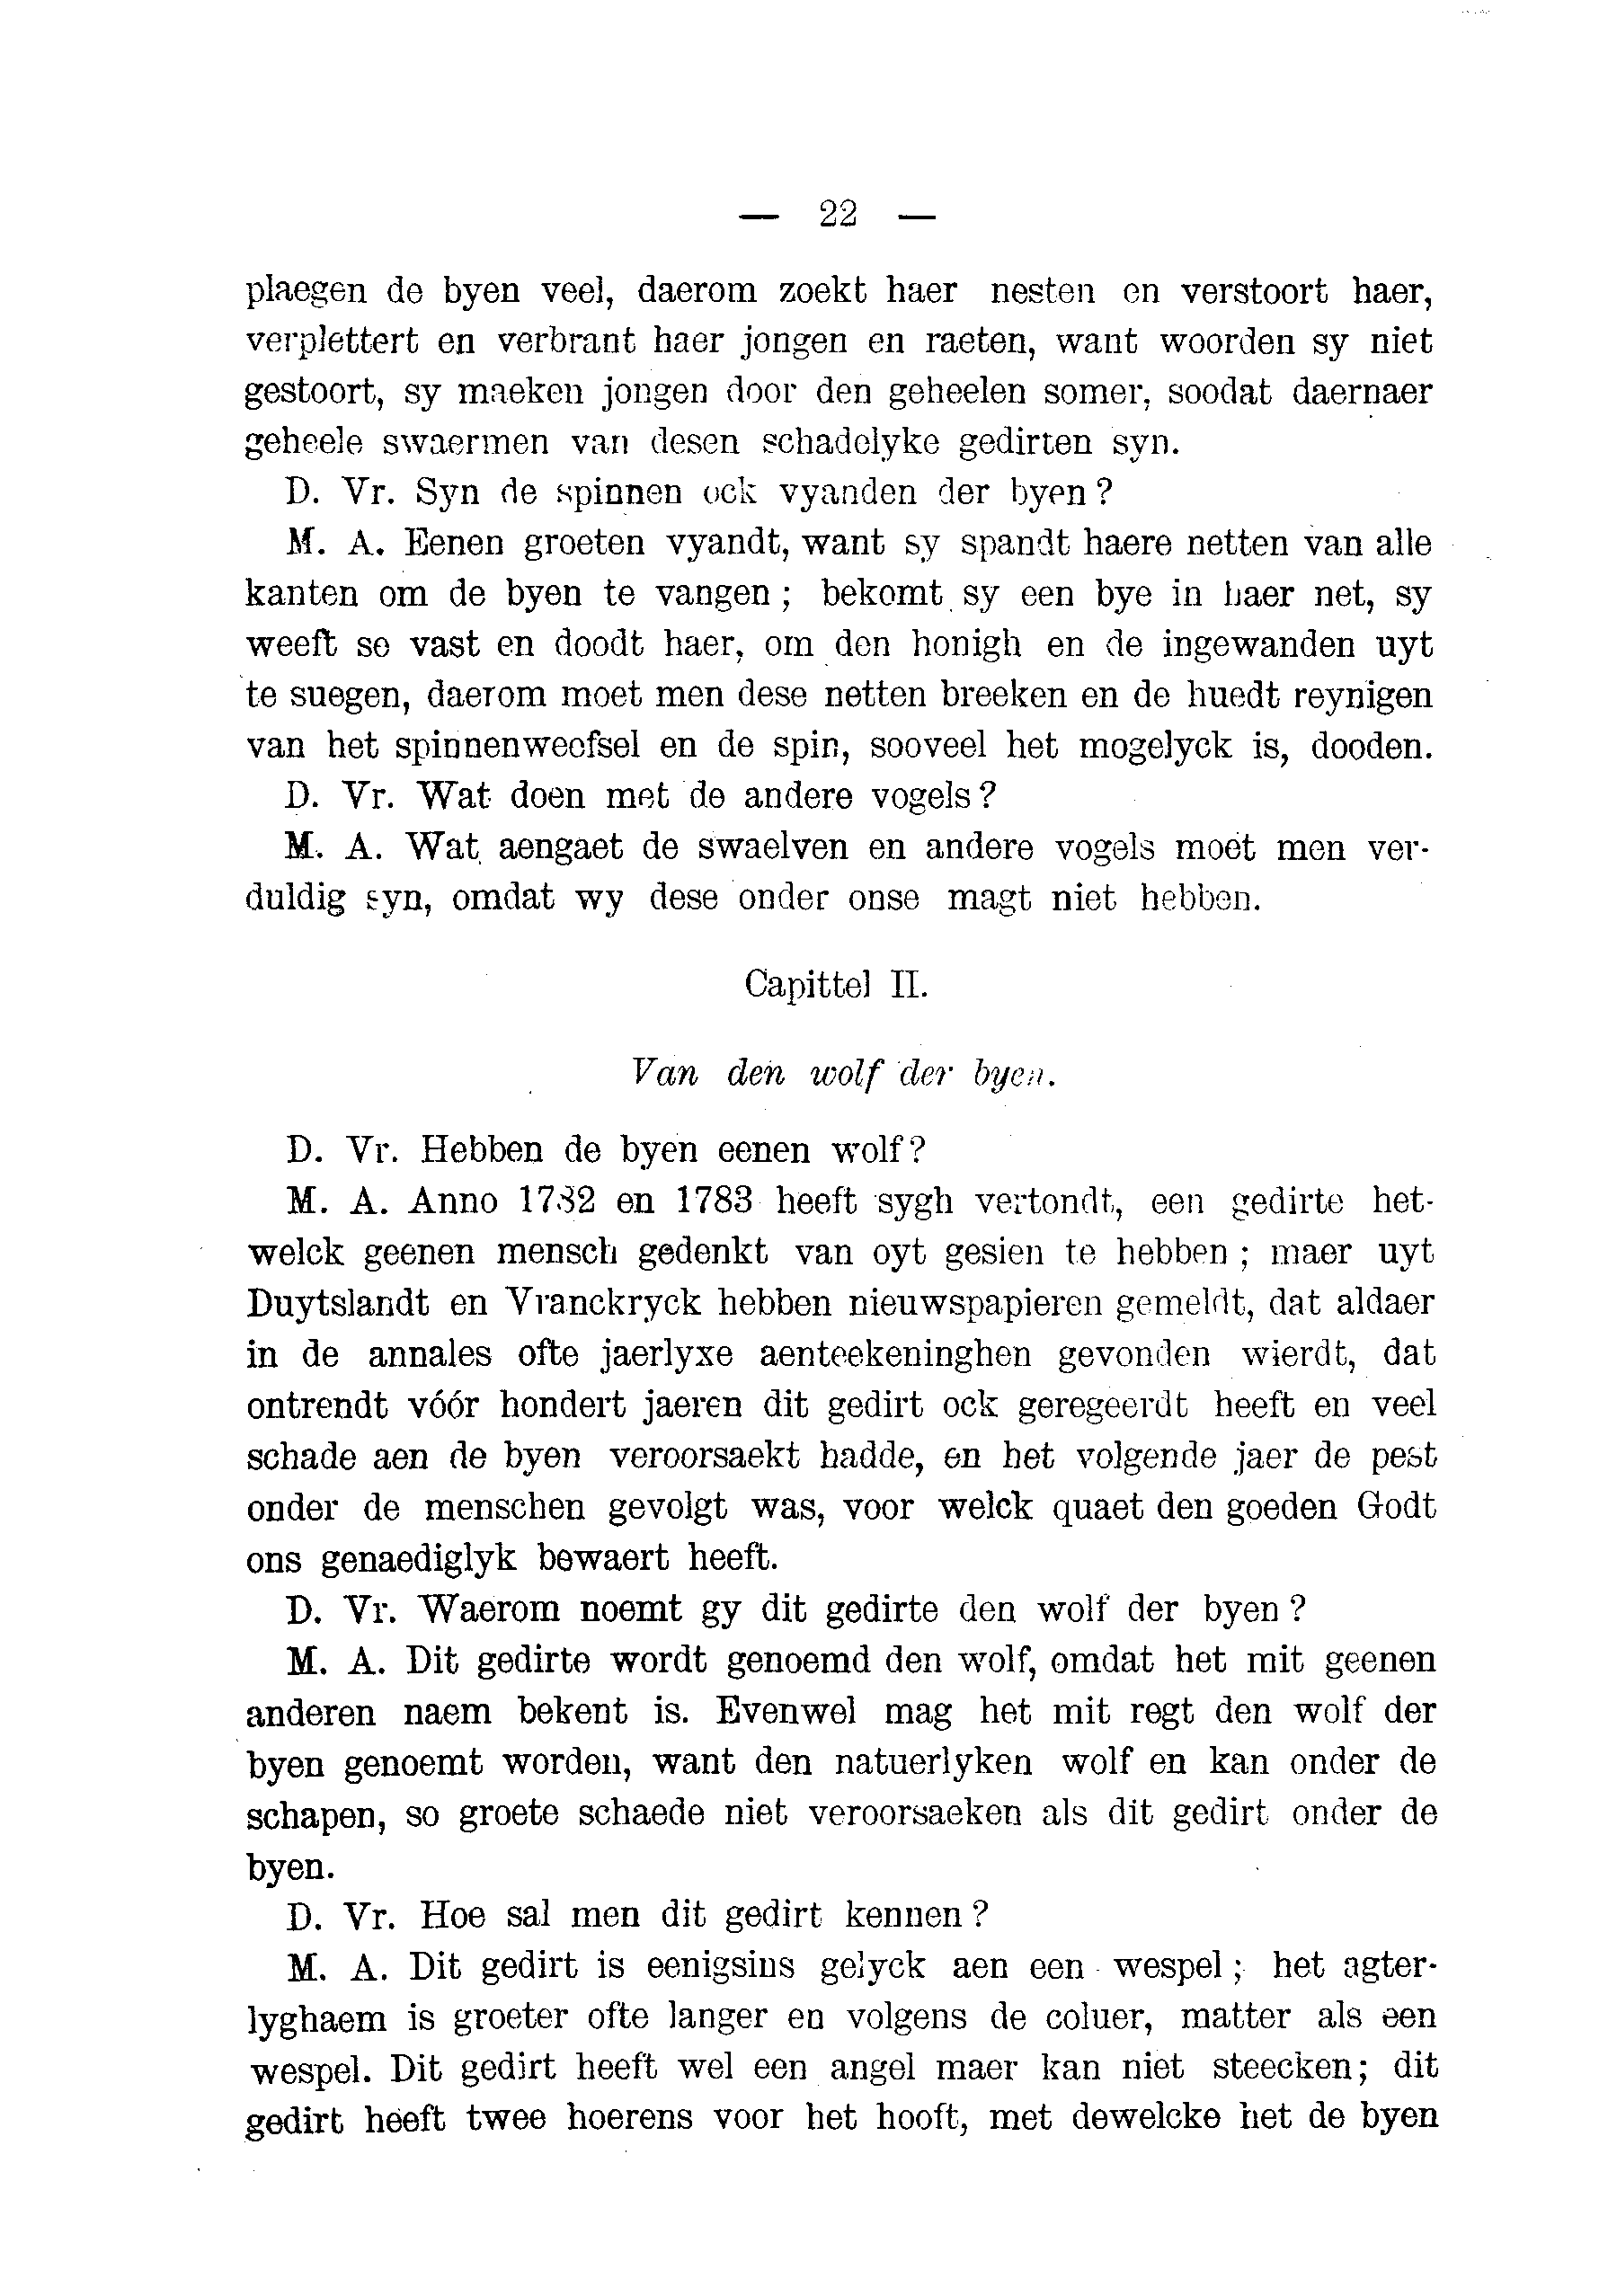 — 22 —
plaegen de byen veel, daerom zoekt haer nesten en verstoort haer,
verplettert en verbrant haer jongen en raeten, want woorden sy niet
gestoort, sy maeken jongen door den geheelen somer, soodat daernaer
geheele swaermen van desen schadelyke gedirten syn.
D. Vr. Syn de spinnen ock vyanden der byen?
M. A. Eenen groeten vyandt, want sy spandt haere netten van alle
kanten om de byen te vangen; bekomt sy een bye in haer net, sy
weeft se vast en doodt haer, om den honigh en de ingewanden uyt
te suegen, daerom moet men dese netten breeken en de huedt reynigen
van het spinnenweefsel en de spin, sooveel het mogelyck is, dooden.
D. Vr. Wat doen met de andere vogels?
M. A. Wat aengaet de swaelven en andere vogels moet men ver-
duldig syn, omdat wy dese onder onse magt niet hebben.
Capittel II.
Van den wolf der byen.
D. Vr. Hebben de byen eenen wolf?
M. A. Anno 1782 en 1783 heeft sygh vertondt, een gedirte het-
welck geenen mensch gedenkt van oyt gesien te hebben; maer uyt
Duytslandt en Vranckryck hebben nieuwspapieren gemeldt, dat aldaer
in de annales ofte jaerlyxe aenteekeninghen gevonden wierdt, dat
ontrendt vóór hondert jaeren dit gedirt ock geregeerdt heeft en veel
schade aen de byen veroorsaekt hadde, en het volgende jaer de pest
onder de menschen gevolgt was, voor welck quaet den goeden Godt
ons genaediglyk bewaert heeft.
D. Vr. Waerom noemt gy dit gedirte den wolf der byen?
M. A. Dit gedirte wordt genoemd den wolf, omdat het mit geenen
anderen naem bekent is. Evenwel mag het mit regt den wolf der
byen genoemt worden, want den natuerlyken wolf en kan onder de
schapen, so groete schaede niet veroorsaeken als dit gedirt onder de
byen.
D. Vr. Hoe sal men dit gedirt kennen?
M. A. Dit gedirt is eenigsins gelyck aen een wespel; het agter-
lyghaem is groeter ofte langer en volgens de coluer, matter als een
wespel. Dit gedirt heeft wel een angel maer kan niet steecken; dit
gedirt heeft twee hoerens voor het hooft, met dewelcke het de byen